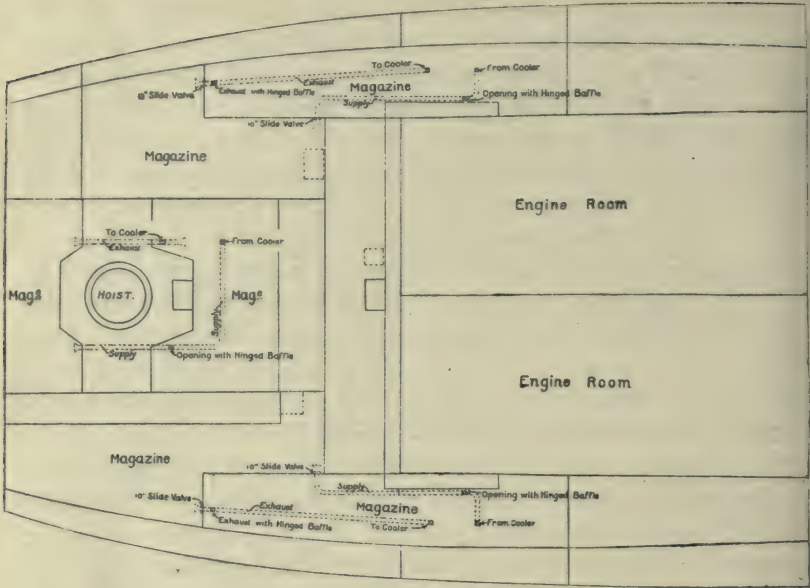 To Cooler
From Cooler
Exhaust
10" Slide Valve
Exhaust with Hinged Baffle
Magazine
Supply
Opening with Hinged Baffle
10" Slide Valve
Magazine
Engine Room
To Cooler
From Cooler
Exhaust
Mag?
HOIST.
Mag?
Supply
Supply
Opening with Hinged Baffle
Engine Room
Magazine
10" Slide Valve
Supply
Opening with Hinged Baffle
10" Slide Valve
Exhaust
Magazine
Exhaust with Hinged Baffle
To Cooler
From Cooler